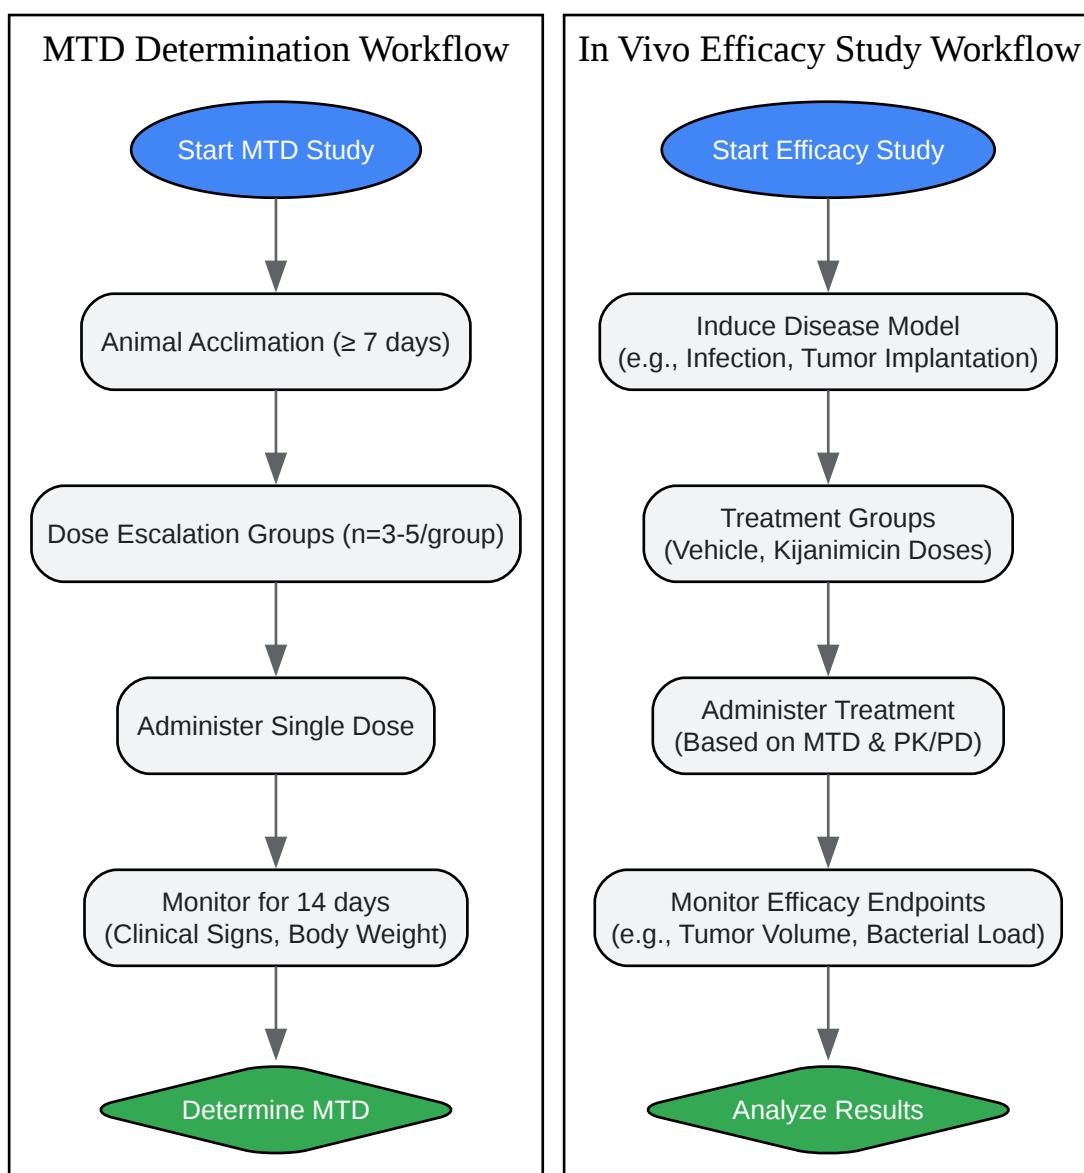 MTD Determination Workflow
Start MTD Study
Animal Acclimation (≥ 7 days)
Dose Escalation Groups (n=3-5/group)
Administer Single Dose
Monitor for 14 days
(Clinical Signs, Body Weight)
Determine MTD
In Vivo Efficacy Study Workflow
Start Efficacy Study
Induce Disease Model
(e.g., Infection, Tumor Implantation)
Treatment Groups
(Vehicle, Kijanimicin Doses)
Administer Treatment
(Based on MTD & PK/PD)
Monitor Efficacy Endpoints
(e.g., Tumor Volume, Bacterial Load)
Analyze Results